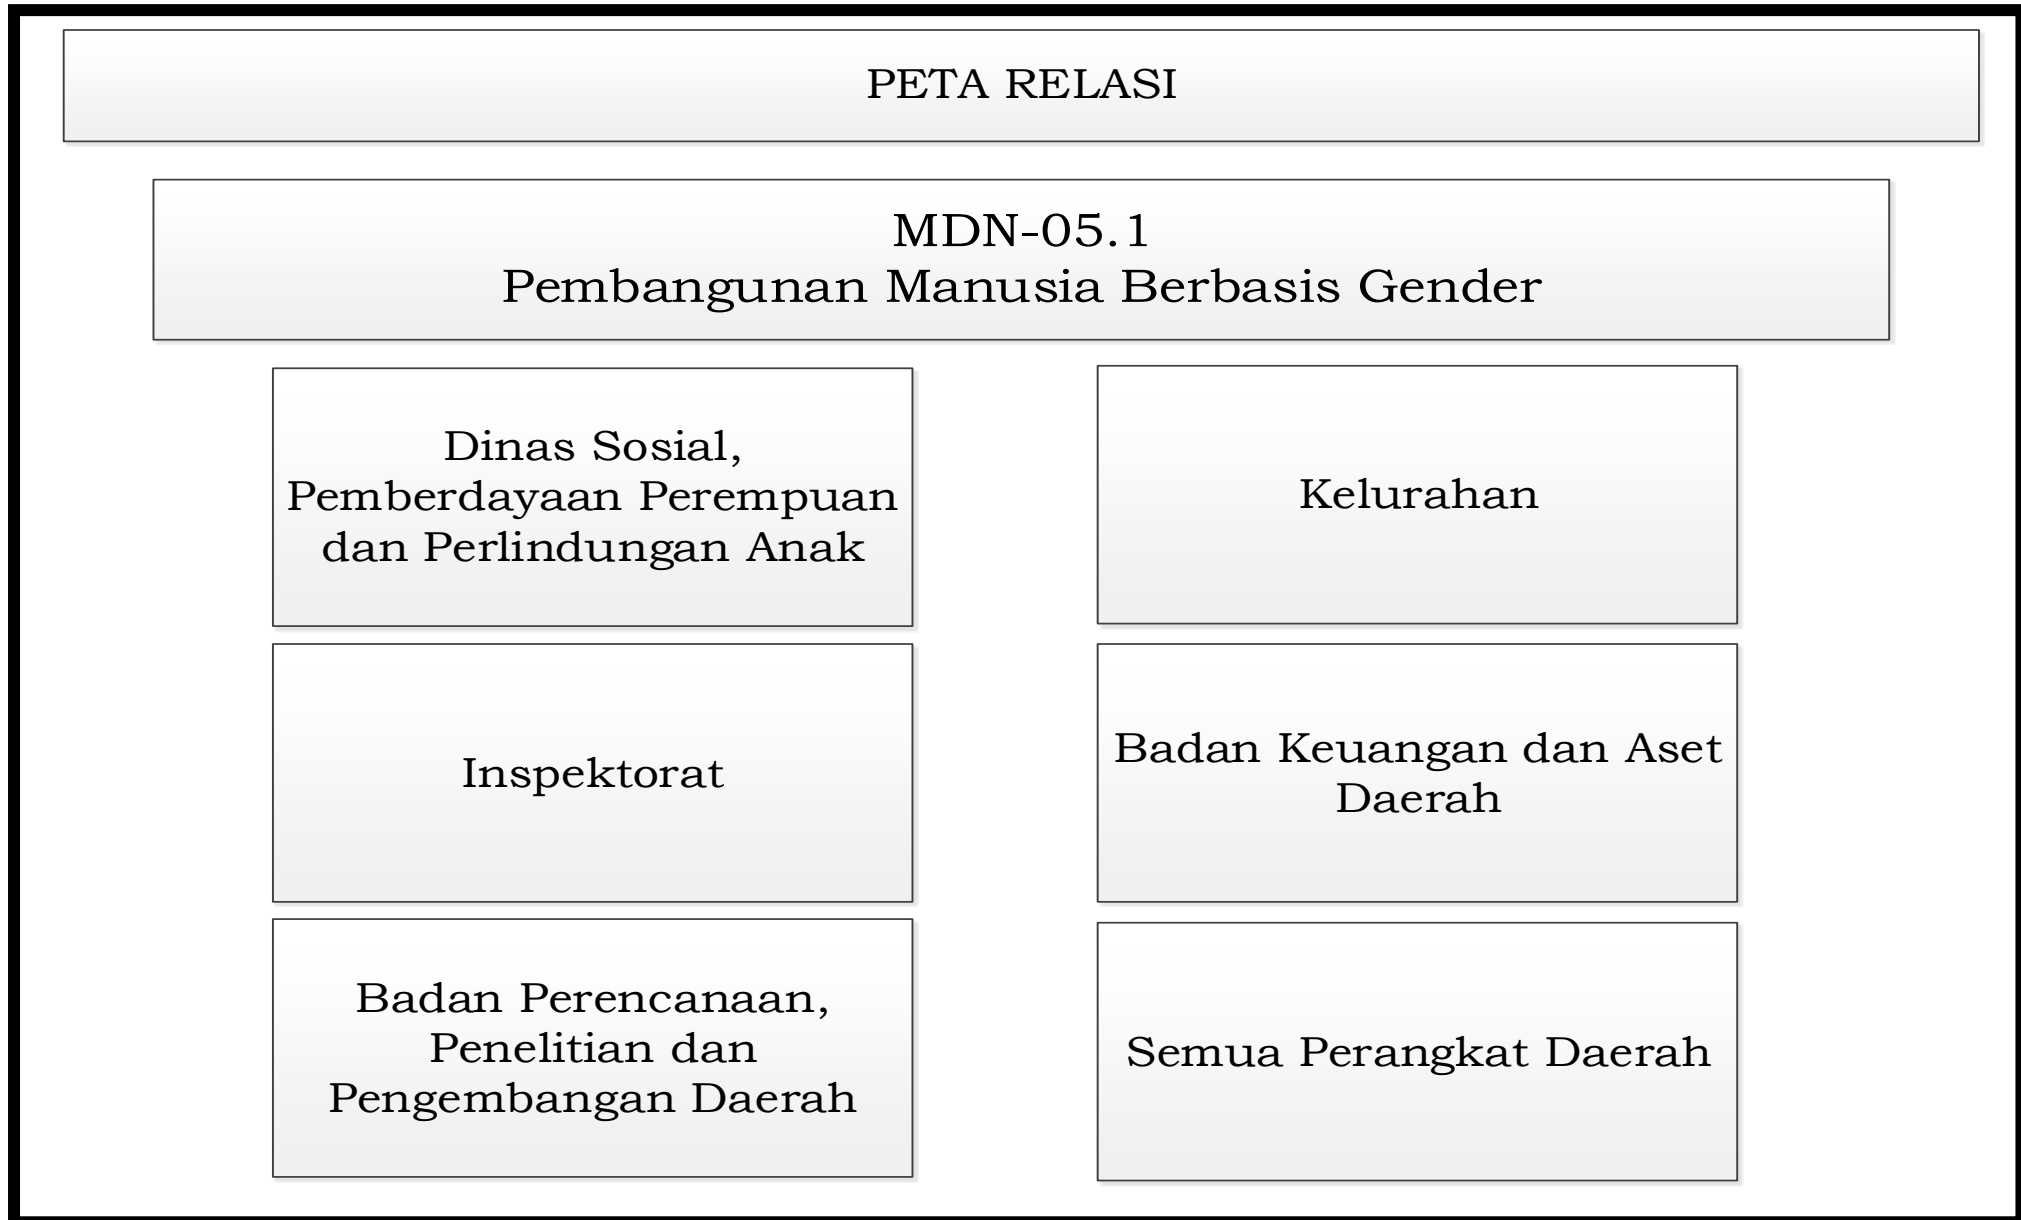 PETA RELASI
MDN-05.1
Pembangunan Manusia Berbasis Gender
Dinas Sosial,
Pemberdayaan Perempuan
dan Perlindungan Anak
Kelurahan
Inspektorat
Badan Keuangan dan Aset
Daerah
Badan Perencanaan,
Penelitian dan
Pengembangan Daerah
Semua Perangkat Daerah